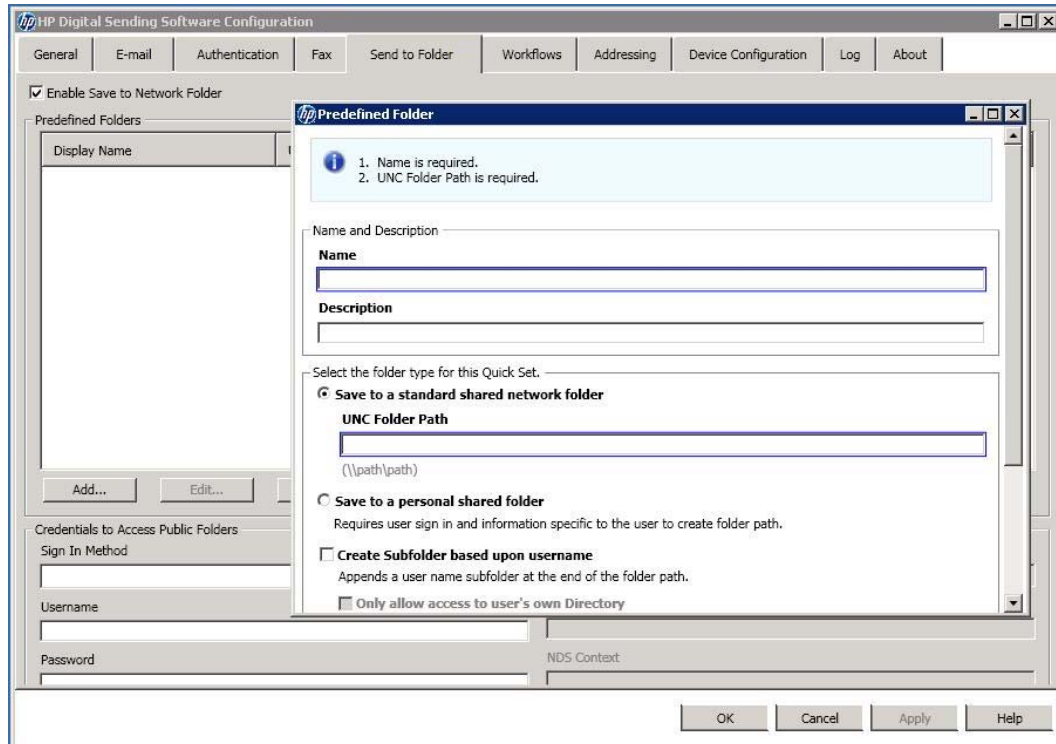 hp HP Digital Sending Software Configuration
General E-mail Authentication Fax Send to Folder Workflows Addressing Device Configuration Log About
Enable Save to Network Folder
Predefined Folders
Display Name
hp Predefined Folder
1. Name is required.
2. UNC Folder Path is required.
Name and Description
Name
Description
Select the folder type for this Quick Set.
Save to a standard shared network folder
UNC Folder Path
(\\path\path)
Save to a personal shared folder
Requires user sign in and information specific to the user to create folder path.
Create Subfolder based upon username
Appends a user name subfolder at the end of the folder path.
Only allow access to user's own Directory
Add... Edit...
Credentials to Access Public Folders
Sign In Method
Username
Password NDS Context
OK Cancel Apply Help